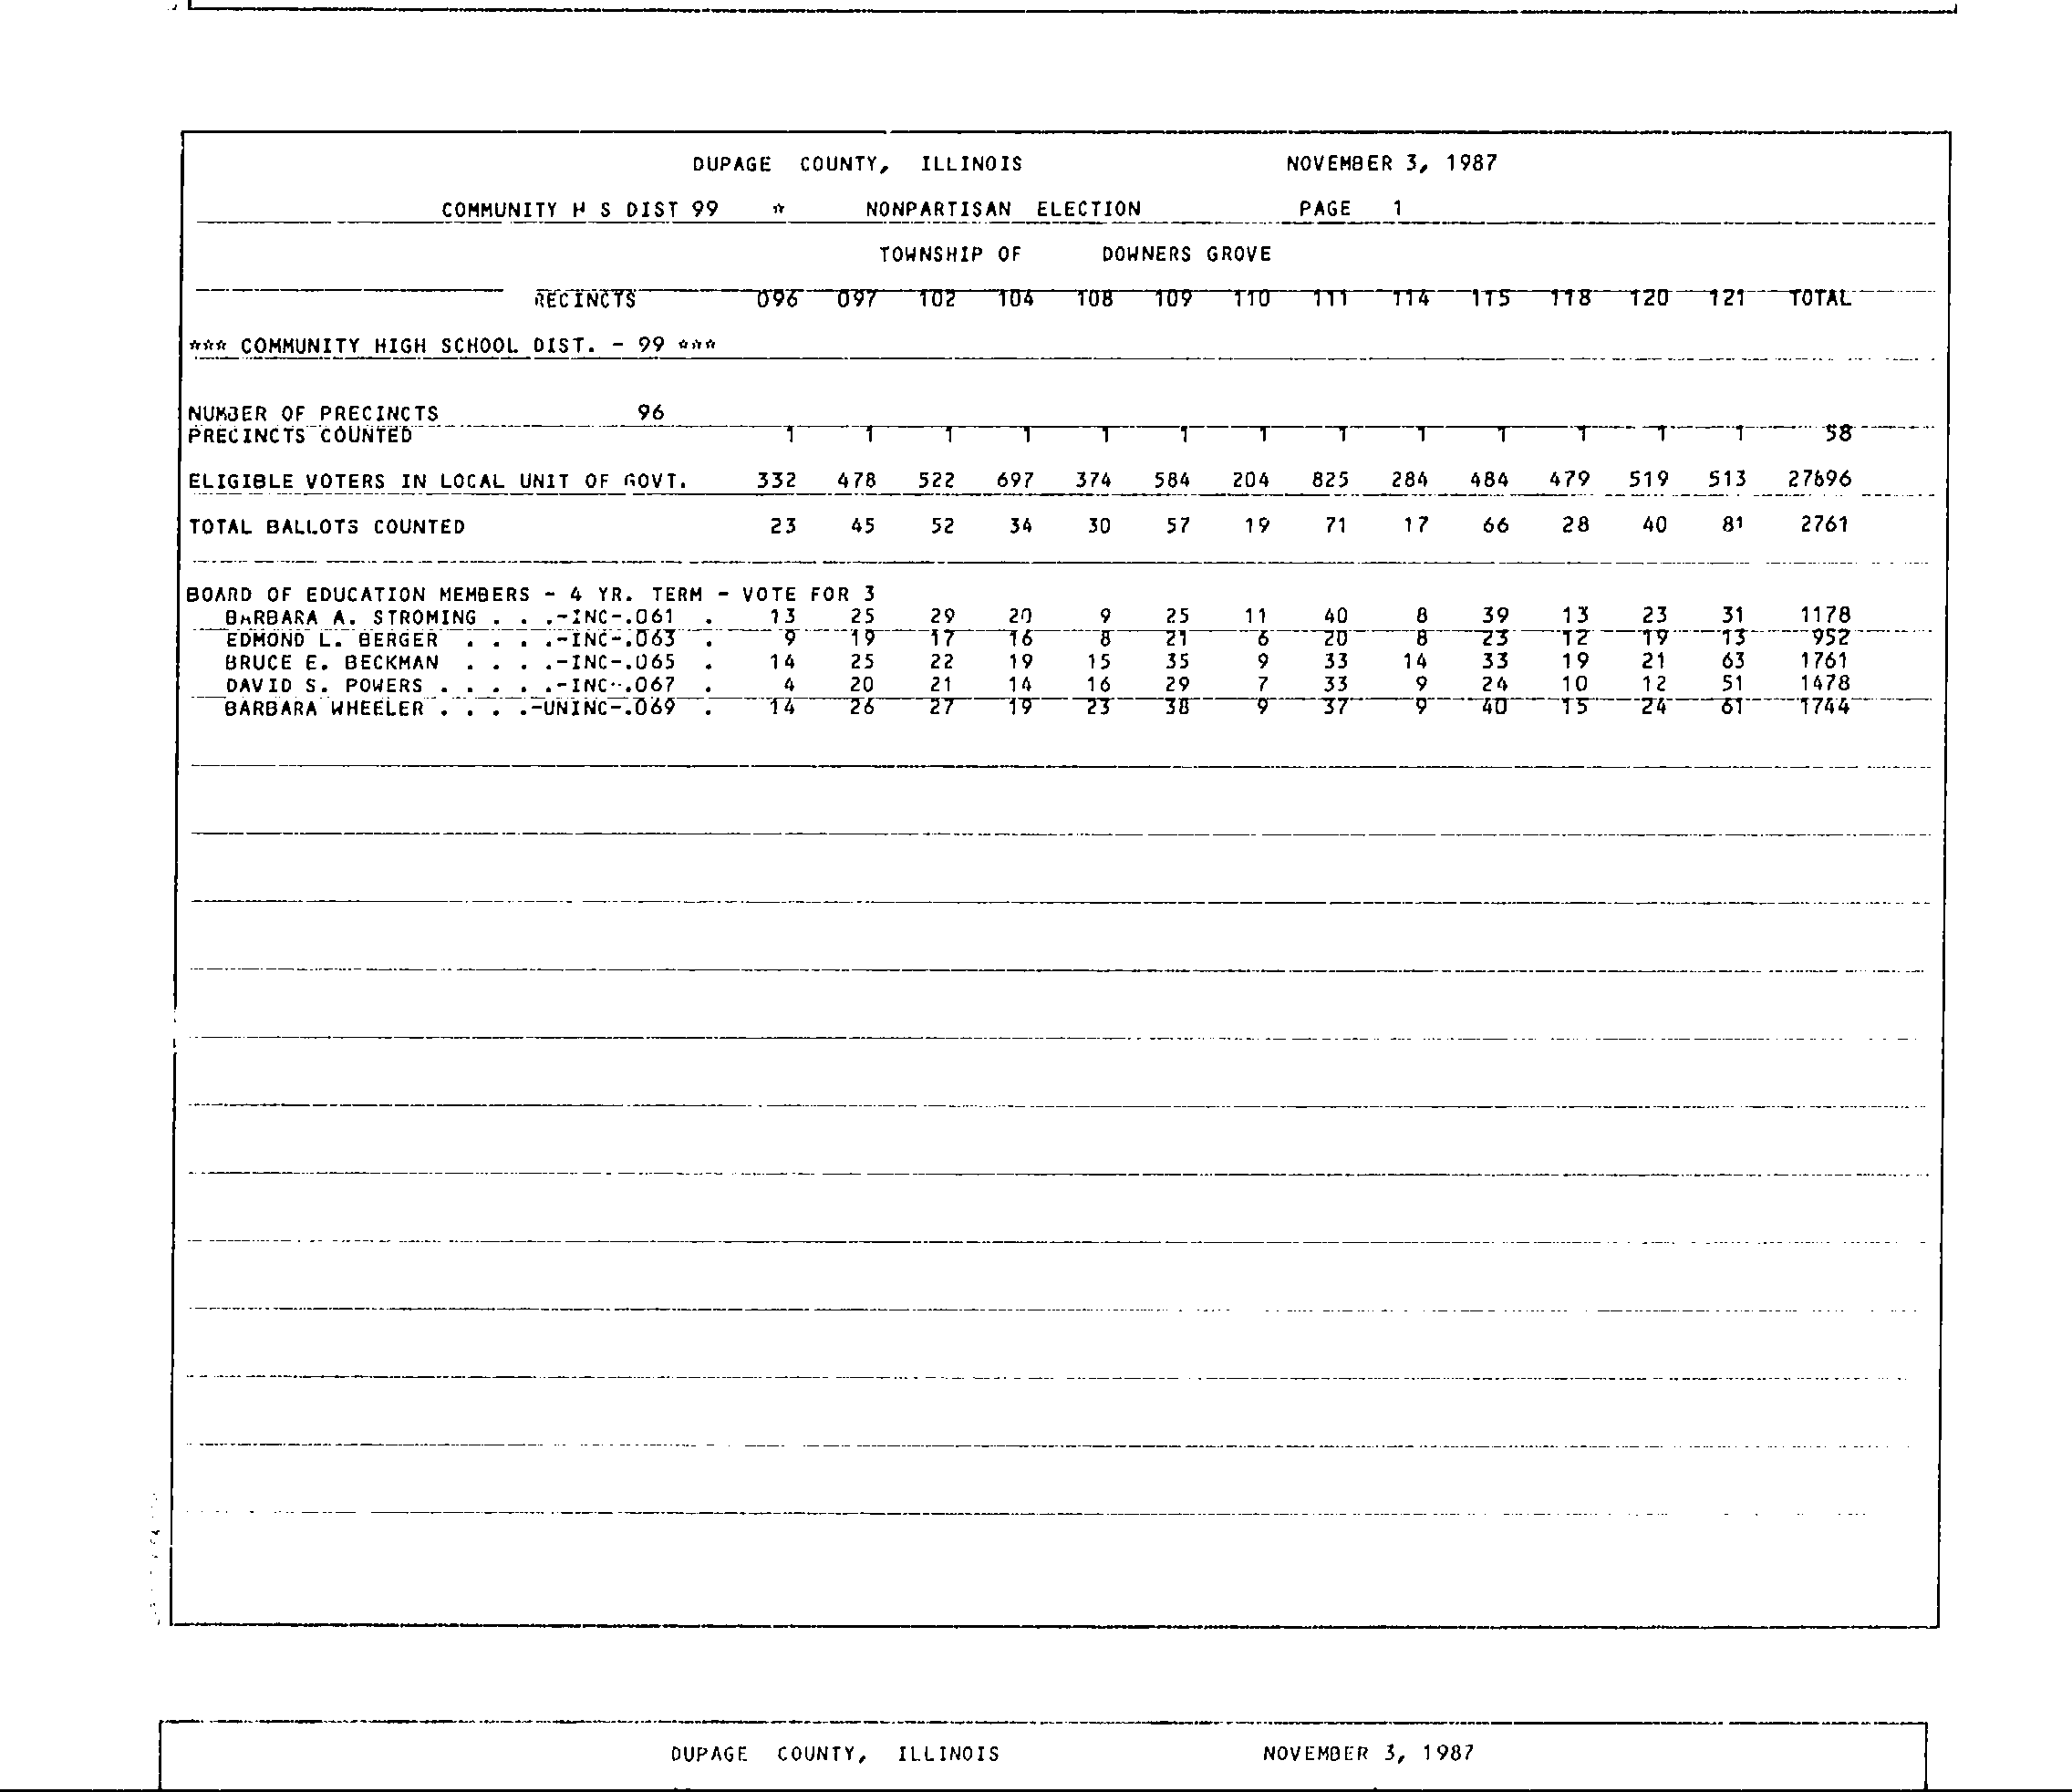 DUPAGE COUNTY, ILLINOIS NOVEMBER 3, 1987
COMMUNITY H S DIST 99 * NONPARTISAN ELECTION PAGE 1
TOWNSHIP OF DOWNERS GROVE
RECINCTS 096 097 102 104 108 109 110 111 114 115 118 120 121 TOTAL
*** COMMUNITY HIGH SCHOOL DIST. - 99 ***
NUMBER OF PRECINCTS 96
PRECINCTS COUNTED 1 1 1 1 1 1 1 1 1 1 1 1 1 58
ELIGIBLE VOTERS IN LOCAL UNIT OF GOVT. 332 478 522 697 374 584 204 825 284 484 479 519 513 27696
TOTAL BALLOTS COUNTED 23 45 52 34 30 57 19 71 17 66 28 40 81 2761
BOARD OF EDUCATION MEMBERS - 4 YR. TERM - VOTE FOR 3
BARBARA A. STROMING . . .-INC-.061 . 13 25 29 20 9 25 11 40 8 39 13 23 31 1178
EDMOND L. BERGER . . . .-INC-.063 . 9 19 17 16 8 21 6 20 8 23 12 19 13 952
BRUCE E. BECKMAN . . . .-INC-.065 . 14 25 22 19 15 35 9 33 14 33 19 21 63 1761
DAVID S. POWERS . . . . .-INC-.067 . 4 20 21 14 16 29 7 33 9 24 10 12 51 1478
BARBARA WHEELER . . . .-UNINC-.069 . 14 26 27 19 23 38 9 37 9 40 15 24 61 1744
DUPAGE COUNTY, ILLINOIS NOVEMBER 3, 1987